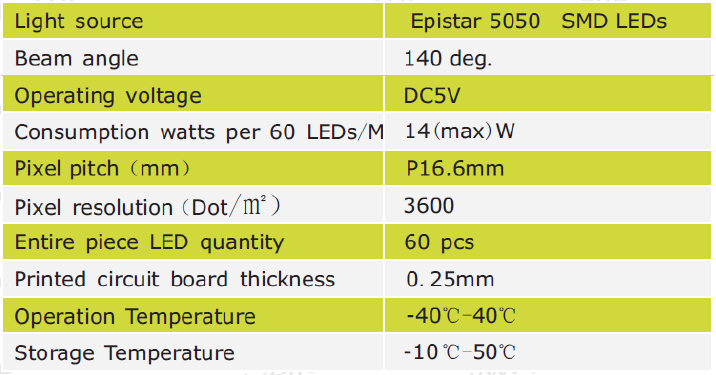 Light source Epistar 5050 SMD LEDs
Beam angle 140 deg.
Operating voltage DC5V
Consumption watts per 60 LEDs/M 14(max)W
Pixel pitch (mm) P16.6mm
Pixel resolution (Dot/㎡) 3600
Entire piece LED quantity 60 pcs
Printed circuit board thickness 0.25mm
Operation Temperature -40℃-40℃
Storage Temperature -10℃-50℃